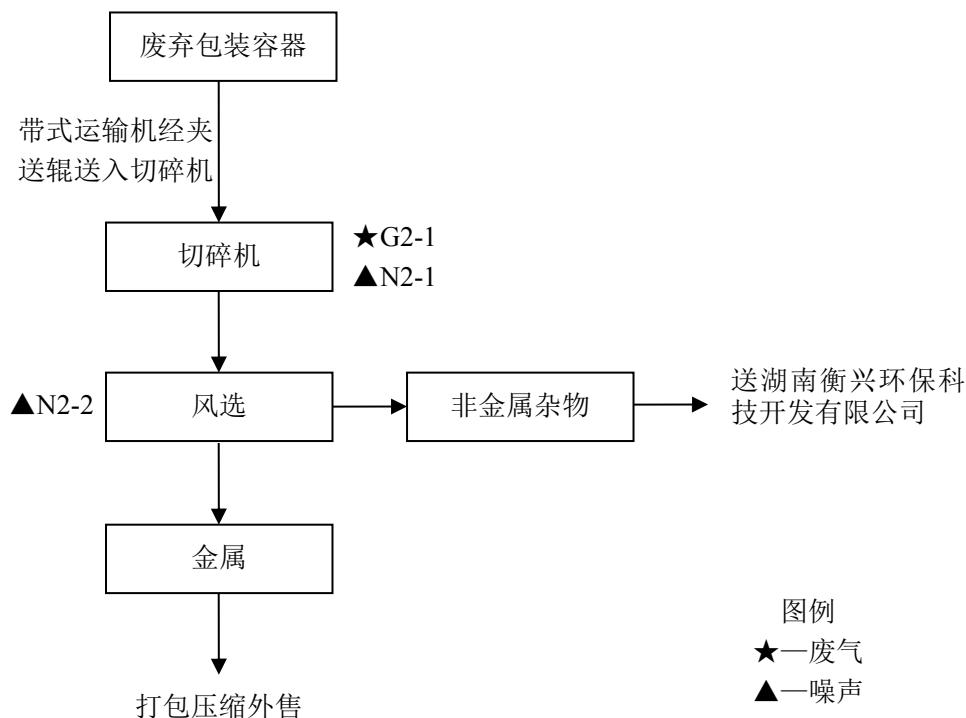 废弃包装容器
带式运输机经夹
送辊送入切碎机
切碎机
★G2-1
▲N2-1
▲N2-2
风选
非金属杂物
送湖南衡兴环保科
技开发有限公司
金属
打包压缩外售
图例
★—废气
▲—噪声